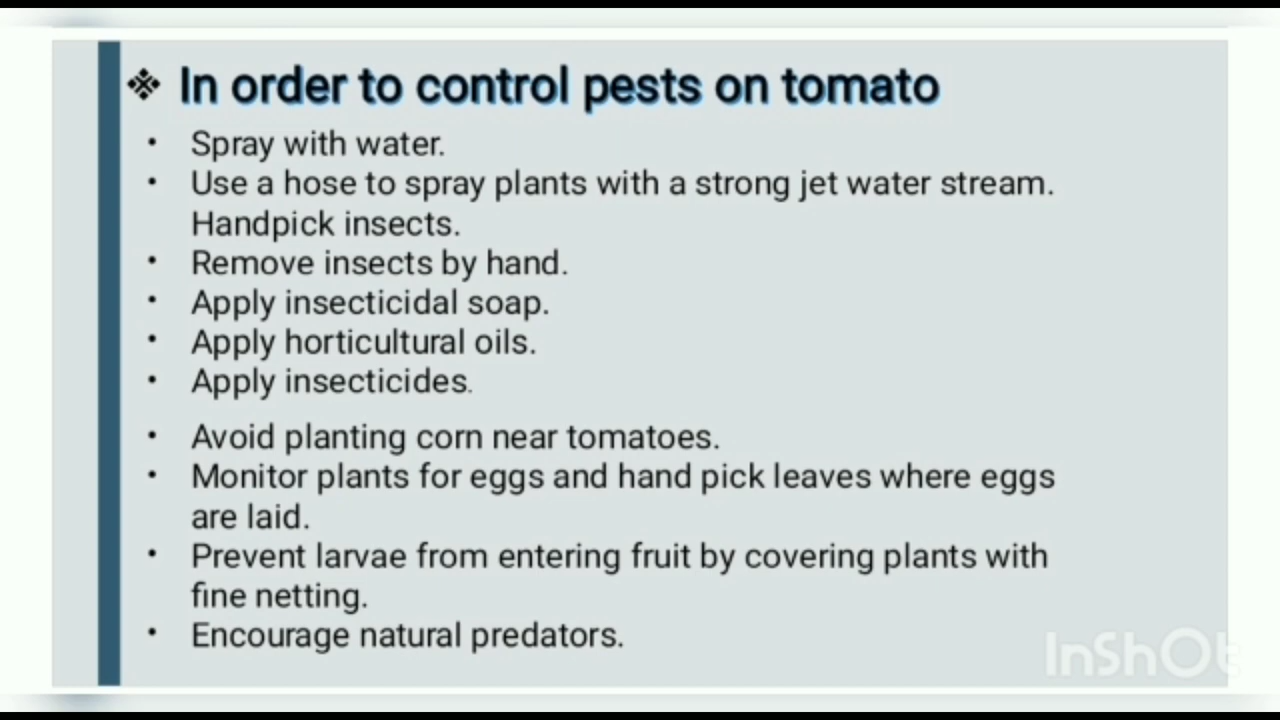 ❖ In order to control pests on tomato
• Spray with water.
• Use a hose to spray plants with a strong jet water stream.
Handpick insects.
• Remove insects by hand.
• Apply insecticidal soap.
• Apply horticultural oils.
• Apply insecticides.
• Avoid planting corn near tomatoes.
• Monitor plants for eggs and hand pick leaves where eggs
are laid.
• Prevent larvae from entering fruit by covering plants with
fine netting.
• Encourage natural predators.
InShOt